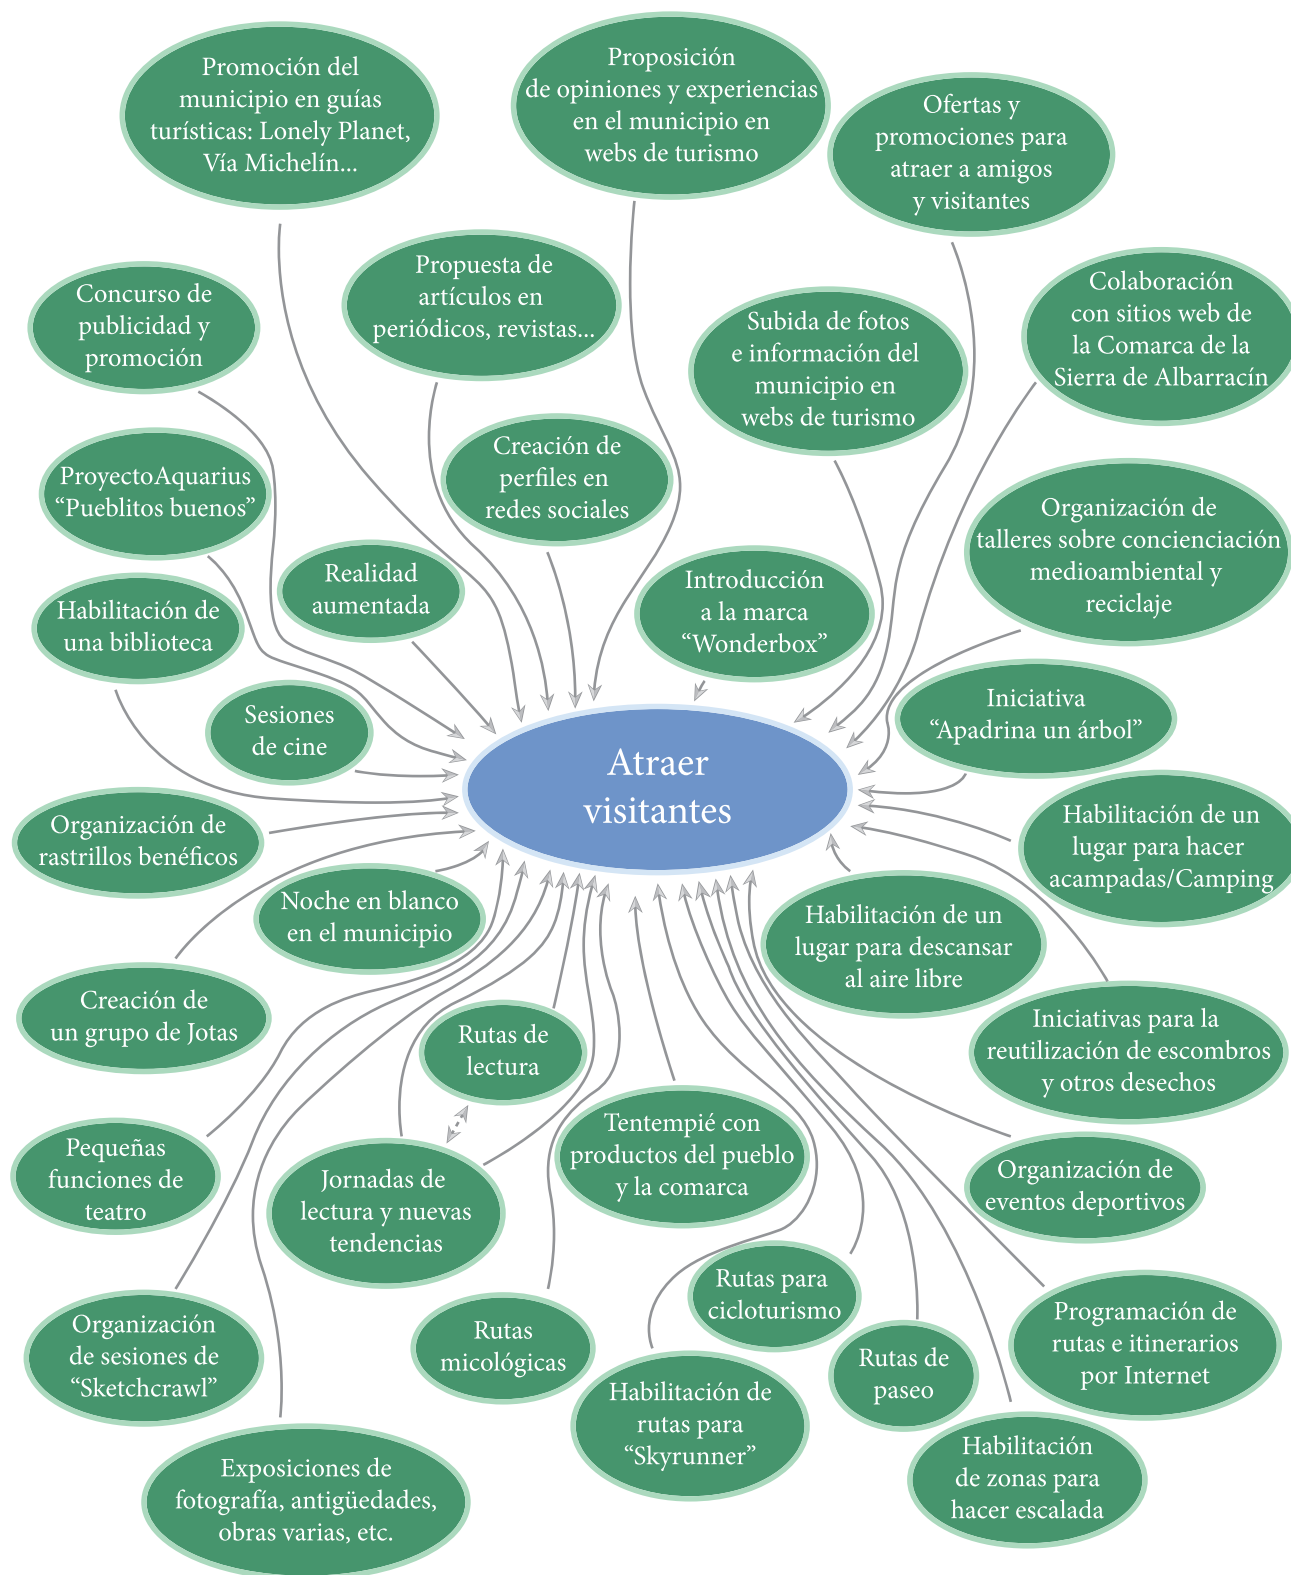 Promoción del
municipio en guías
turísticas: Lonely Planet,
Vía Michelín...
Proposición
de opiniones y experiencias
en el municipio en
webs de turismo
Ofertas y
promociones para
atraer a amigos
y visitantes
Concurso de
publicidad y
promoción
Propuesta de
artículos en
periódicos, revistas...
Subida de fotos
e información del
municipio en
webs de turismo
Colaboración
con sitios web de
la Comarca de la
Sierra de Albarracín
ProyectoAquarius
“Pueblitos buenos”
Creación de
perfiles en
redes sociales
Organización de
talleres sobre concienciación
medioambiental y
reciclaje
Habilitación de
una biblioteca
Realidad
aumentada
Introducción
a la marca
“Wonderbox”
Sesiones
de cine
Iniciativa
“Apadrina un árbol”
Atraer
visitantes
Organización de
rastrillos benéficos
Habilitación de un
lugar para hacer
acampadas/Camping
Noche en blanco
en el municipio
Habilitación de un
lugar para descansar
al aire libre
Creación de
un grupo de Jotas
Rutas de
lectura
Iniciativas para la
reutilización de escombros
y otros desechos
Pequeñas
funciones de
teatro
Jornadas de
lectura y nuevas
tendencias
Tentempié con
productos del pueblo
y la comarca
Organización de
eventos deportivos
Organización
de sesiones de
“Sketchcrawl”
Rutas
micológicas
Rutas para
cicloturismo
Programación de
rutas e itinerarios
por Internet
Habilitación de
rutas para
“Skyrunner”
Rutas de
paseo
Exposiciones de
fotografía, antigüedades,
obras varias, etc.
Habilitación
de zonas para
hacer escalada